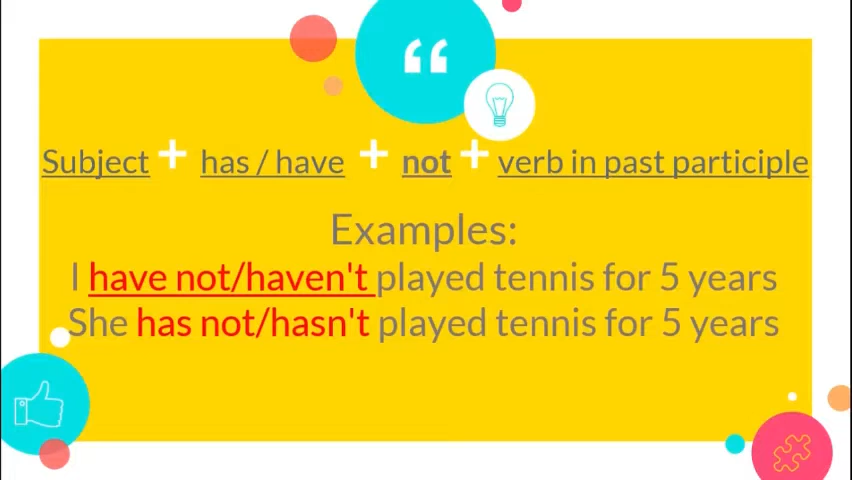 “
Subject + has / have + not + verb in past participle
Examples:
I have not/haven't played tennis for 5 years
She has not/hasn't played tennis for 5 years